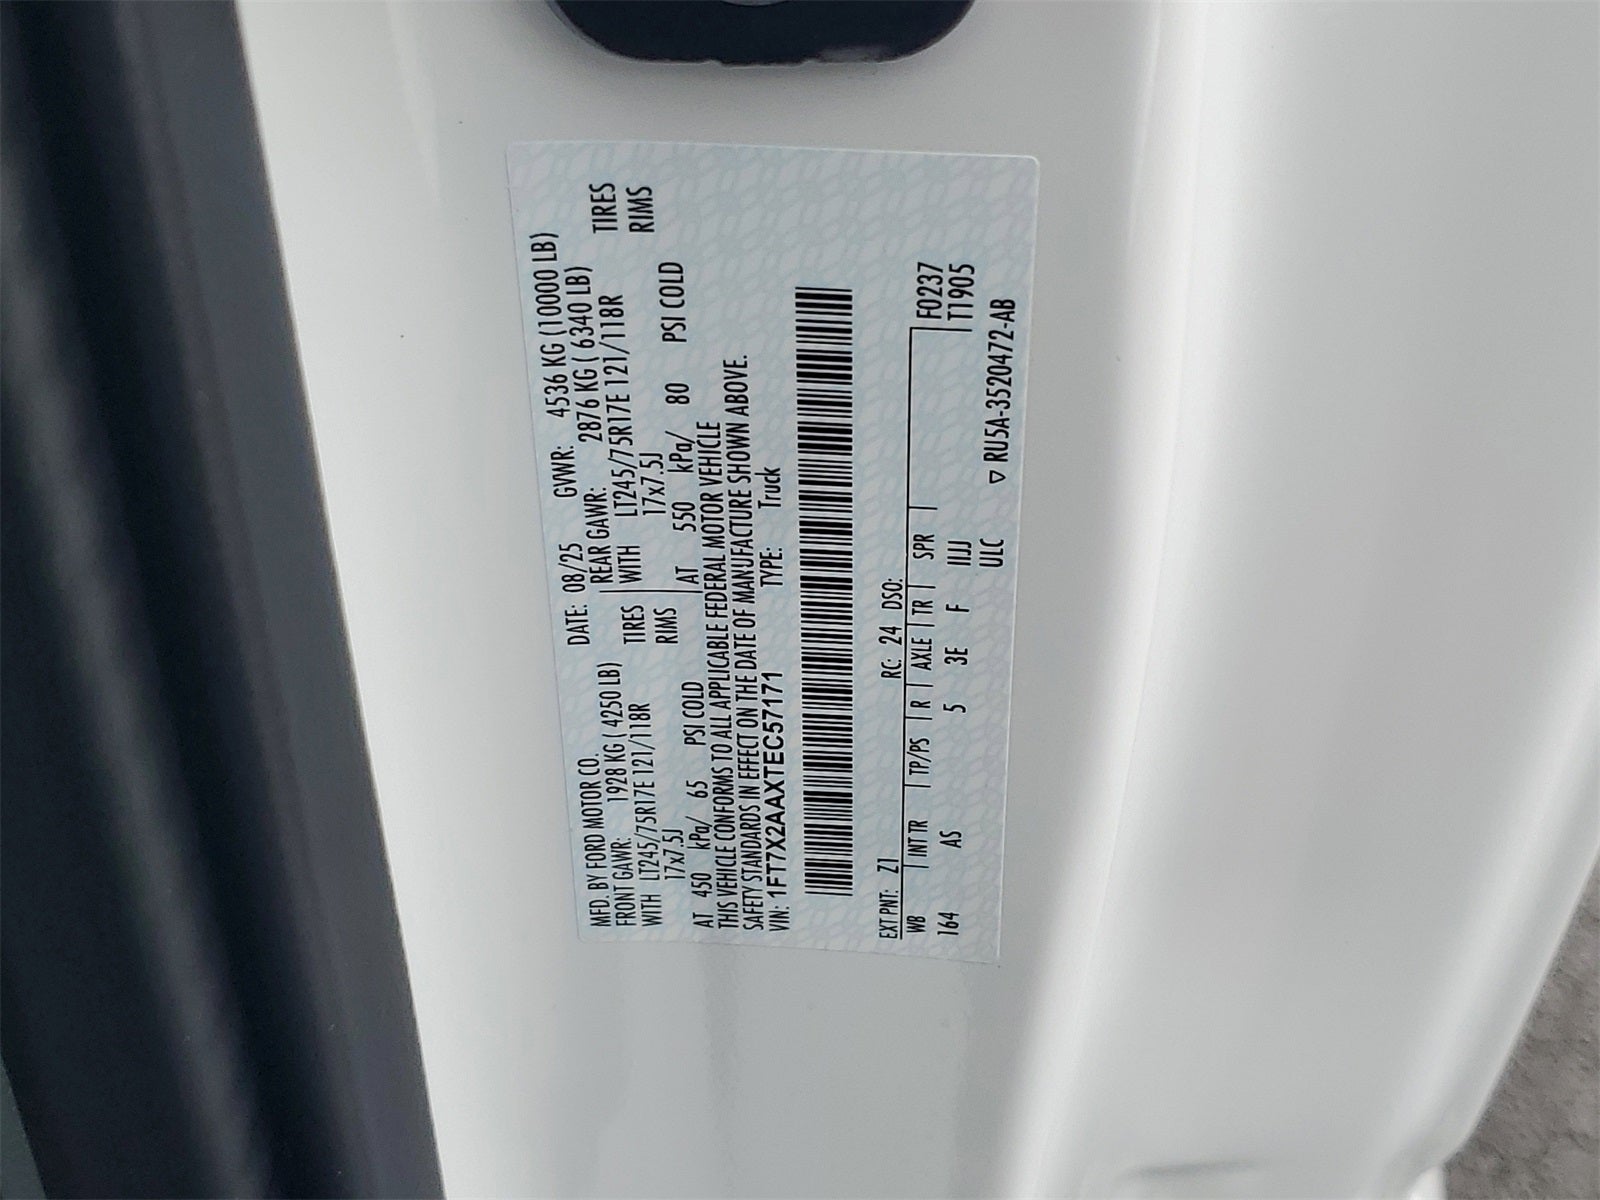 MFD. BY FORD MOTOR CO.
DATE: 08/25 GVWR: 4536 KG (10000 LB)
FRONT GAWR: 1928 KG ( 4250 LB)
REAR GAWR: 2876 KG ( 6340 LB)
WITH LT245/75R17E 121/118R TIRES
WITH LT245/75R17E 121/118R TIRES
17x7.5J RIMS
17x7.5J RIMS
AT 450 kPa/ 65 PSI COLD
AT 550 kPa/ 80 PSI COLD
THIS VEHICLE CONFORMS TO ALL APPLICABLE FEDERAL MOTOR VEHICLE
SAFETY STANDARDS IN EFFECT ON THE DATE OF MANUFACTURE SHOWN ABOVE.
VIN: 1FT7X2AAXTEC57171 TYPE: Truck
EXT PNT: Z1 RC: 24 DSO:
WB | INT TR | TP/PS | R | AXLE | TR | SPR | F0237
164 AS 5 3E F IIJJ T1905
ULC ▽ RU5A-3520472-AB